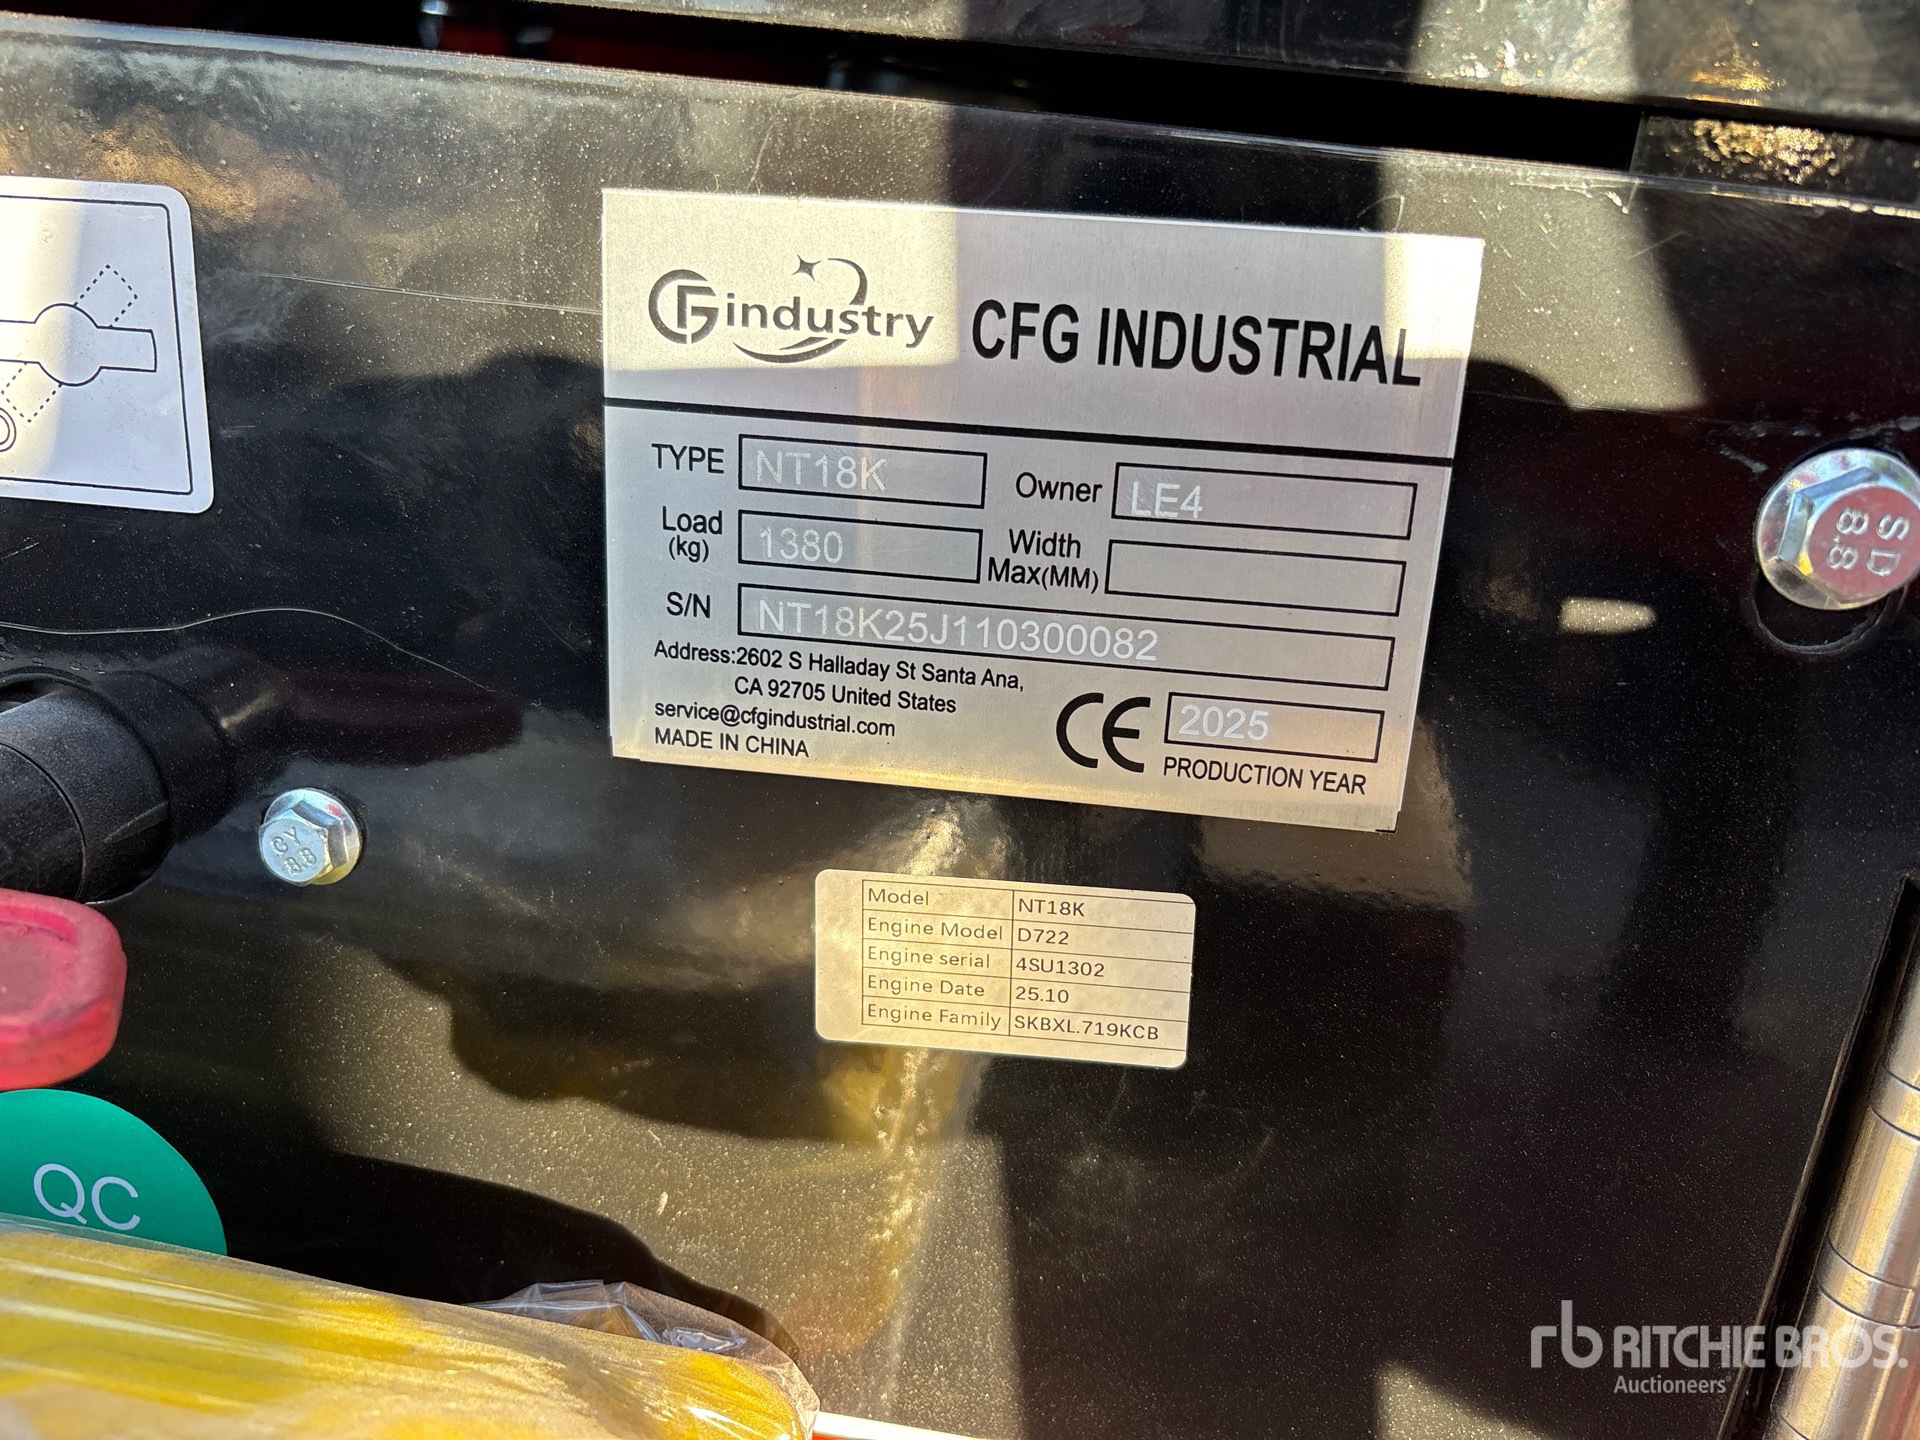 CFG industry CFG INDUSTRIAL
TYPE NT18K Owner LE4
Load (kg) 1380 Width Max(MM)
S/N NT18K25J110300082
Address:2602 S Halladay St Santa Ana,
CA 92705 United States
service@cfgindustrial.com
MADE IN CHINA
CE 2025
PRODUCTION YEAR
Model NT18K
Engine Model D722
Engine serial 4SU1302
Engine Date 25.10
Engine Family SKBXL.719KCB
S D
8.8
CY
8.8
QC
rb RITCHIE BROS.
Auctioneers